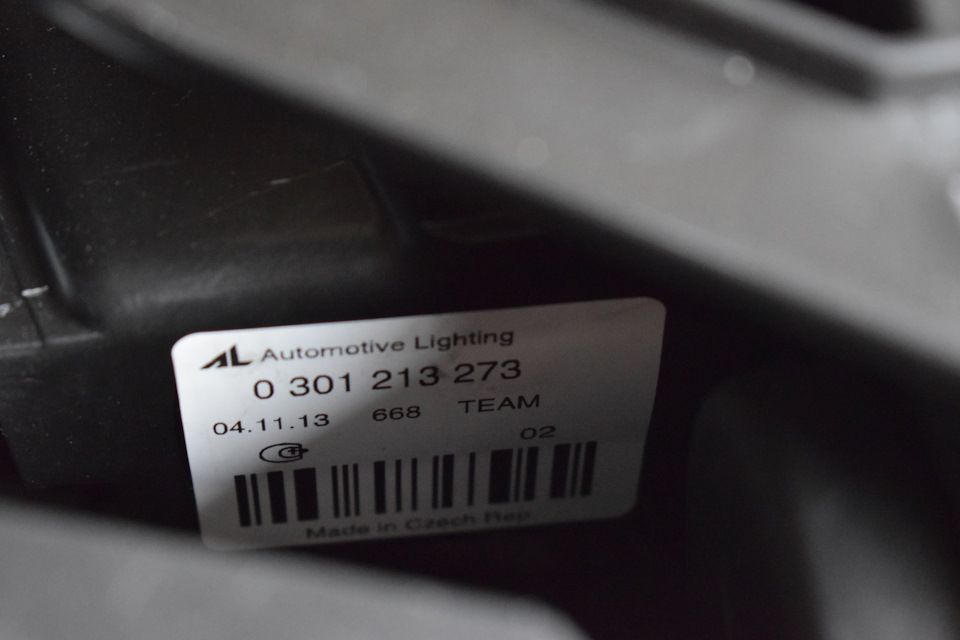 AL Automotive Lighting
0 301 213 273
04.11.13 668 TEAM
02
Made in Czech Rep.